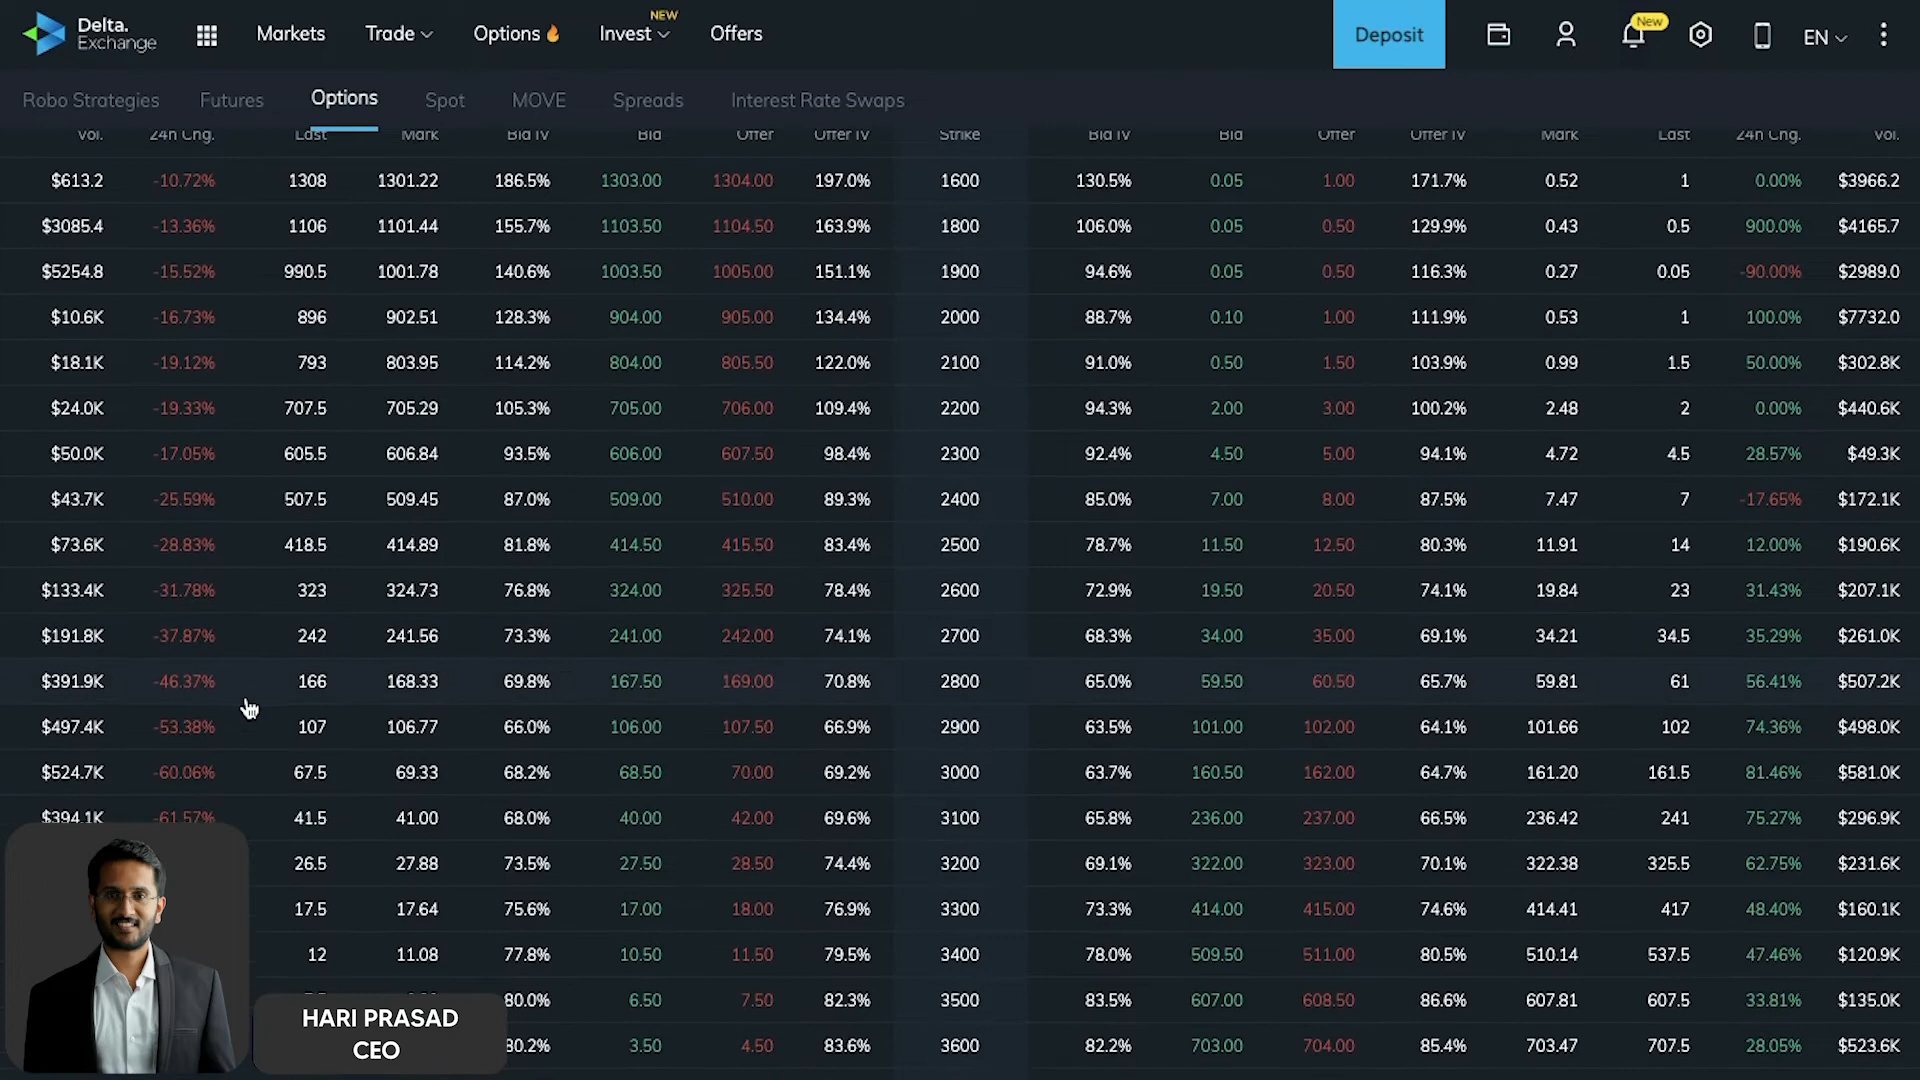 Delta.
Exchange
Markets
Trade
Options
Invest
NEW
Offers
Deposit
New
EN
Robo Strategies Futures Options Spot MOVE Spreads Interest Rate Swaps
Vol. 24h Chg. Last Mark Bid IV Bid Offer Offer IV Strike Bid IV Bid Offer Offer IV Mark Last 24h Chg. Vol.
$613.2 -10.72% 1308 1301.22 186.5% 1303.00 1304.00 197.0% 1600 130.5% 0.05 1.00 171.7% 0.52 1 0.00% $3966.2
$3085.4 -13.36% 1106 1101.44 155.7% 1103.50 1104.50 163.9% 1800 106.0% 0.05 0.50 129.9% 0.43 0.5 900.0% $4165.7
$5254.8 -15.52% 990.5 1001.78 140.6% 1003.50 1005.00 151.1% 1900 94.6% 0.05 0.50 116.3% 0.27 0.05 -90.00% $2989.0
$10.6K -16.73% 896 902.51 128.3% 904.00 905.00 134.4% 2000 88.7% 0.10 1.00 111.9% 0.53 1 100.0% $7732.0
$18.1K -19.12% 793 803.95 114.2% 804.00 805.50 122.0% 2100 91.0% 0.50 1.50 103.9% 0.99 1.5 50.00% $302.8K
$24.0K -19.33% 707.5 705.29 105.3% 705.00 706.00 109.4% 2200 94.3% 2.00 3.00 100.2% 2.48 2 0.00% $440.6K
$50.0K -17.05% 605.5 606.84 93.5% 606.00 607.50 98.4% 2300 92.4% 4.50 5.00 94.1% 4.72 4.5 28.57% $49.3K
$43.7K -25.59% 507.5 509.45 87.0% 509.00 510.00 89.3% 2400 85.0% 7.00 8.00 87.5% 7.47 7 -17.65% $172.1K
$73.6K -28.83% 418.5 414.89 81.8% 414.50 415.50 83.4% 2500 78.7% 11.50 12.50 80.3% 11.91 14 12.00% $190.6K
$133.4K -31.78% 323 324.73 76.8% 324.00 325.50 78.4% 2600 72.9% 19.50 20.50 74.1% 19.84 23 31.43% $207.1K
$191.8K -37.87% 242 241.56 73.3% 241.00 242.00 74.1% 2700 68.3% 34.00 35.00 69.1% 34.21 34.5 35.29% $261.0K
$391.9K -46.37% 166 168.33 69.8% 167.50 169.00 70.8% 2800 65.0% 59.50 60.50 65.7% 59.81 61 56.41% $507.2K
$497.4K -53.38% 107 106.77 66.0% 106.00 107.50 66.9% 2900 63.5% 101.00 102.00 64.1% 101.66 102 74.36% $498.0K
$524.7K -60.06% 67.5 69.33 68.2% 68.50 70.00 69.2% 3000 63.7% 160.50 162.00 64.7% 161.20 161.5 81.46% $581.0K
$394.1K -61.57% 41.5 41.00 68.0% 40.00 42.00 69.6% 3100 65.8% 236.00 237.00 66.5% 236.42 241 75.27% $296.9K
26.5 27.88 73.5% 27.50 28.50 74.4% 3200 69.1% 322.00 323.00 70.1% 322.38 325.5 62.75% $231.6K
17.5 17.64 75.6% 17.00 18.00 76.9% 3300 73.3% 414.00 415.00 74.6% 414.41 417 48.40% $160.1K
12 11.08 77.8% 10.50 11.50 79.5% 3400 78.0% 509.50 511.00 80.5% 510.14 537.5 47.46% $120.9K
80.0% 6.50 7.50 82.3% 3500 83.5% 607.00 608.50 86.6% 607.81 607.5 33.81% $135.0K
80.2% 3.50 4.50 83.6% 3600 82.2% 703.00 704.00 85.4% 703.47 707.5 28.05% $523.6K
HARI PRASAD
CEO